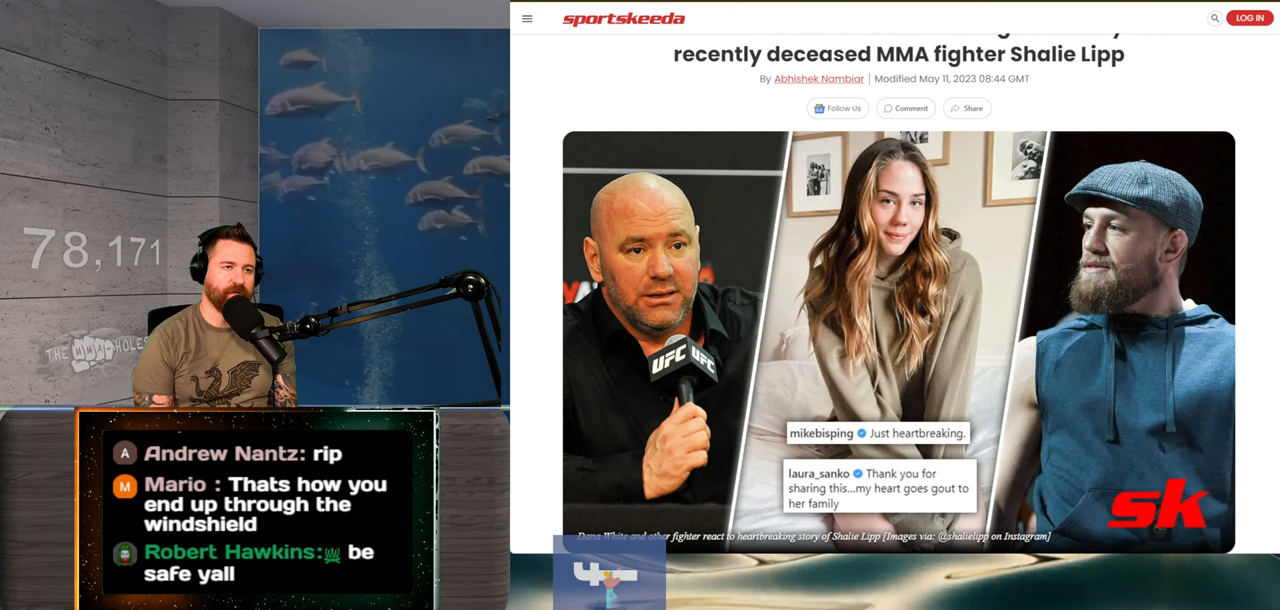 78,171
THE MMA HOLES
Andrew Nantz: rip
Mario : Thats how you
end up through the
windshield
Robert Hawkins: be
safe yall
sportskeeda
LOG IN
recently deceased MMA fighter Shalie Lipp
By Abhishek Nambiar | Modified May 11, 2023 08:44 GMT
Follow Us
Comment
Share
UFC UFC
mikebisping Just heartbreaking.
laura_sanko Thank you for
sharing this...my heart goes gout to
her family
sk
Dana White and other fighter react to heartbreaking story of Shalie Lipp [Images via: @shalielipp on Instagram]